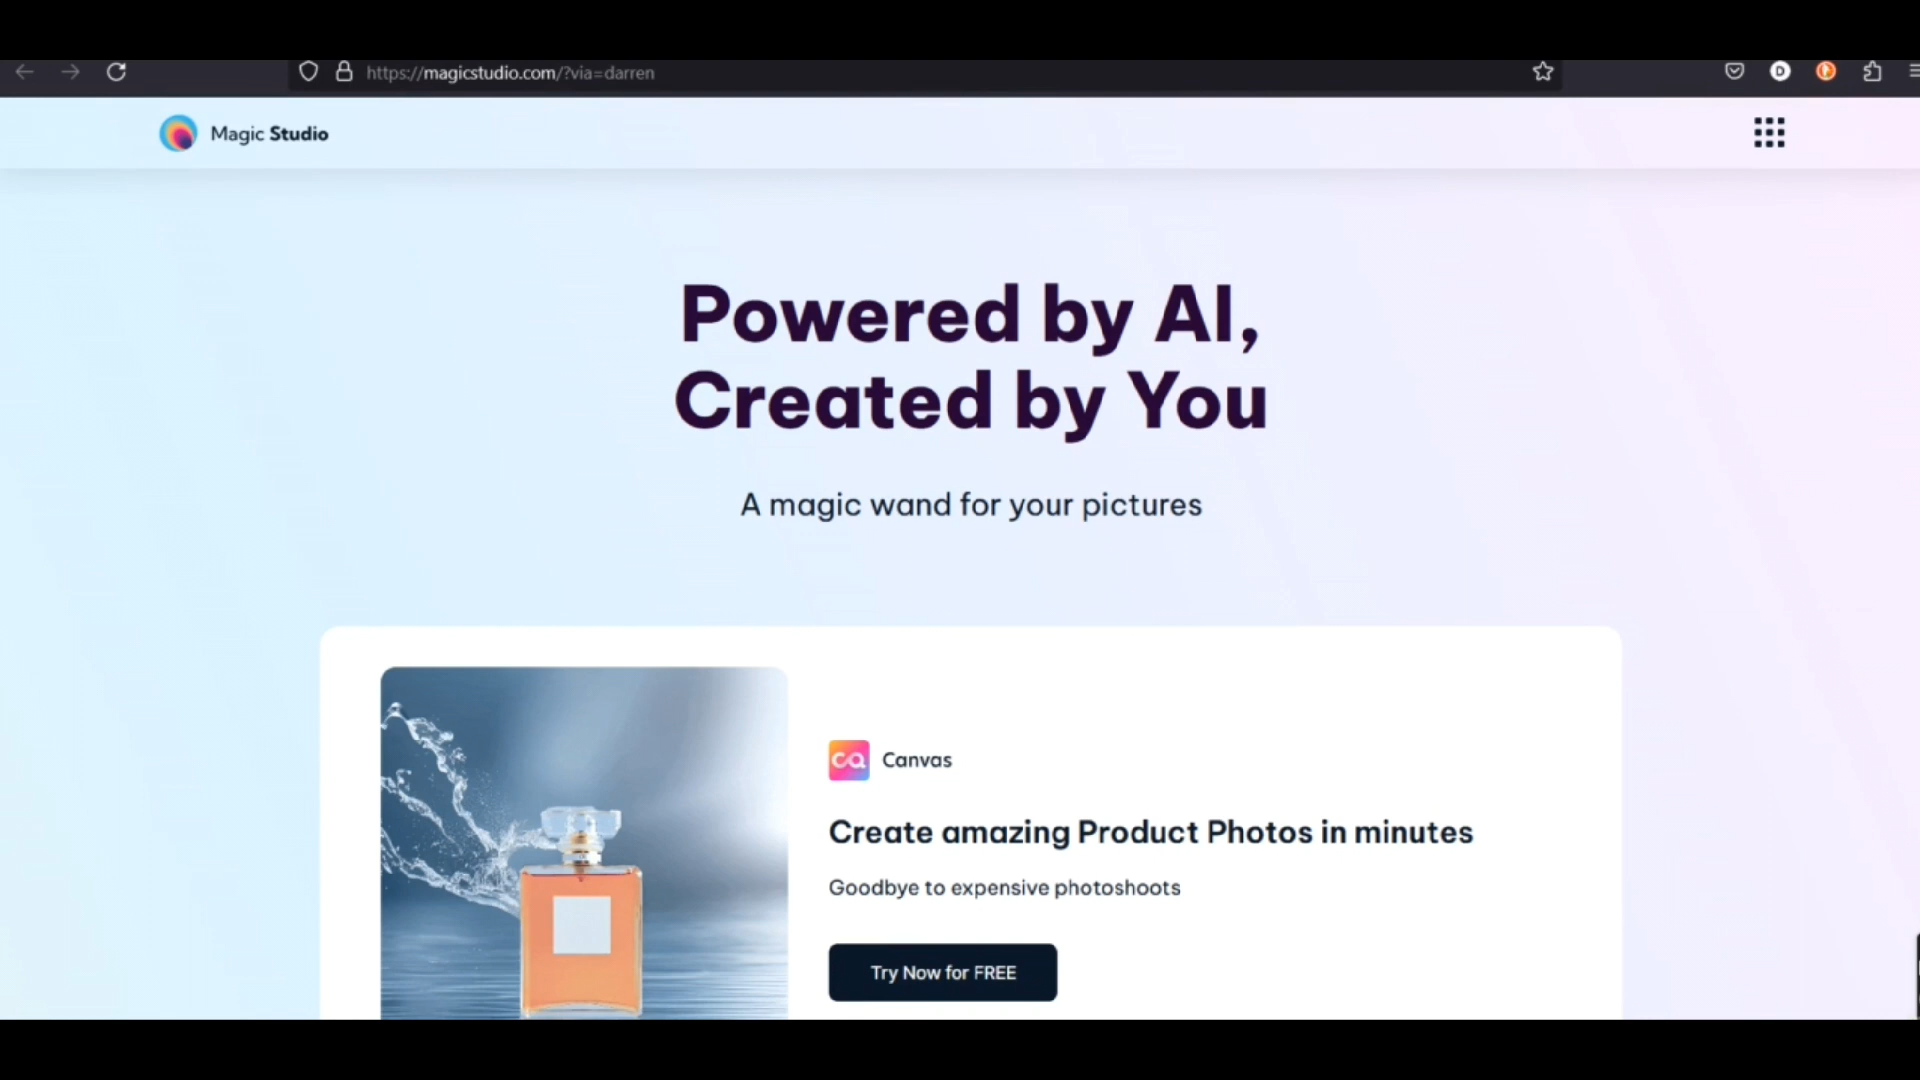 https://magicstudio.com/?via=darren
D
Magic Studio
Powered by AI,
Created by You
A magic wand for your pictures
ca Canvas
Create amazing Product Photos in minutes
Goodbye to expensive photoshoots
Try Now for FREE